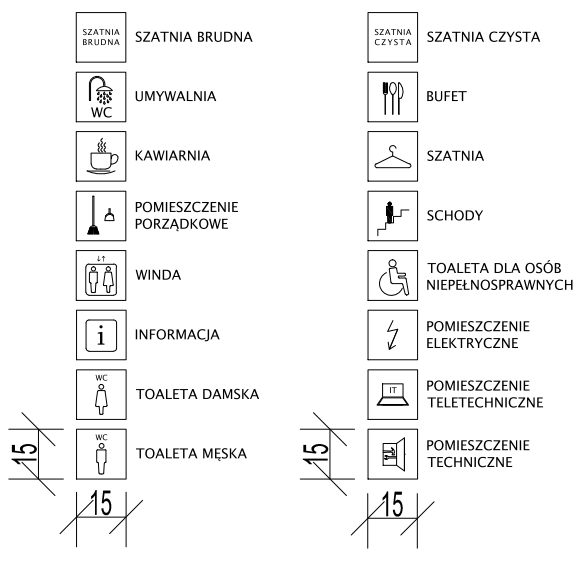 SZATNIA
BRUDNA
SZATNIA BRUDNA
WC
UMYWALNIA
KAWIARNIA
POMIESZCZENIE
PORZĄDKOWE
WINDA
i
INFORMACJA
WC
TOALETA DAMSKA
WC
TOALETA MĘSKA
15
15
SZATNIA
CZYSTA
SZATNIA CZYSTA
BUFET
SZATNIA
SCHODY
TOALETA DLA OSÓB
NIEPEŁNOSPRAWNYCH
POMIESZCZENIE
ELEKTRYCZNE
IT
POMIESZCZENIE
TELETECHNICZNE
POMIESZCZENIE
TECHNICZNE
15
15